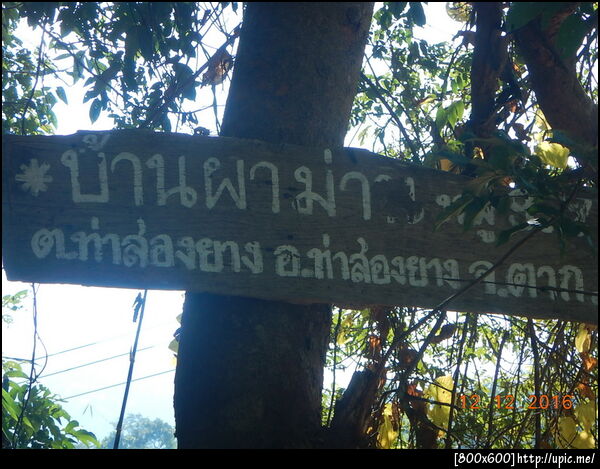 * บ้านผาม่าน
ต.ท่าสองยาง อ.ท่าสองยาง จ.ตาก
12 12 2016
[800x600]http://upic.me/